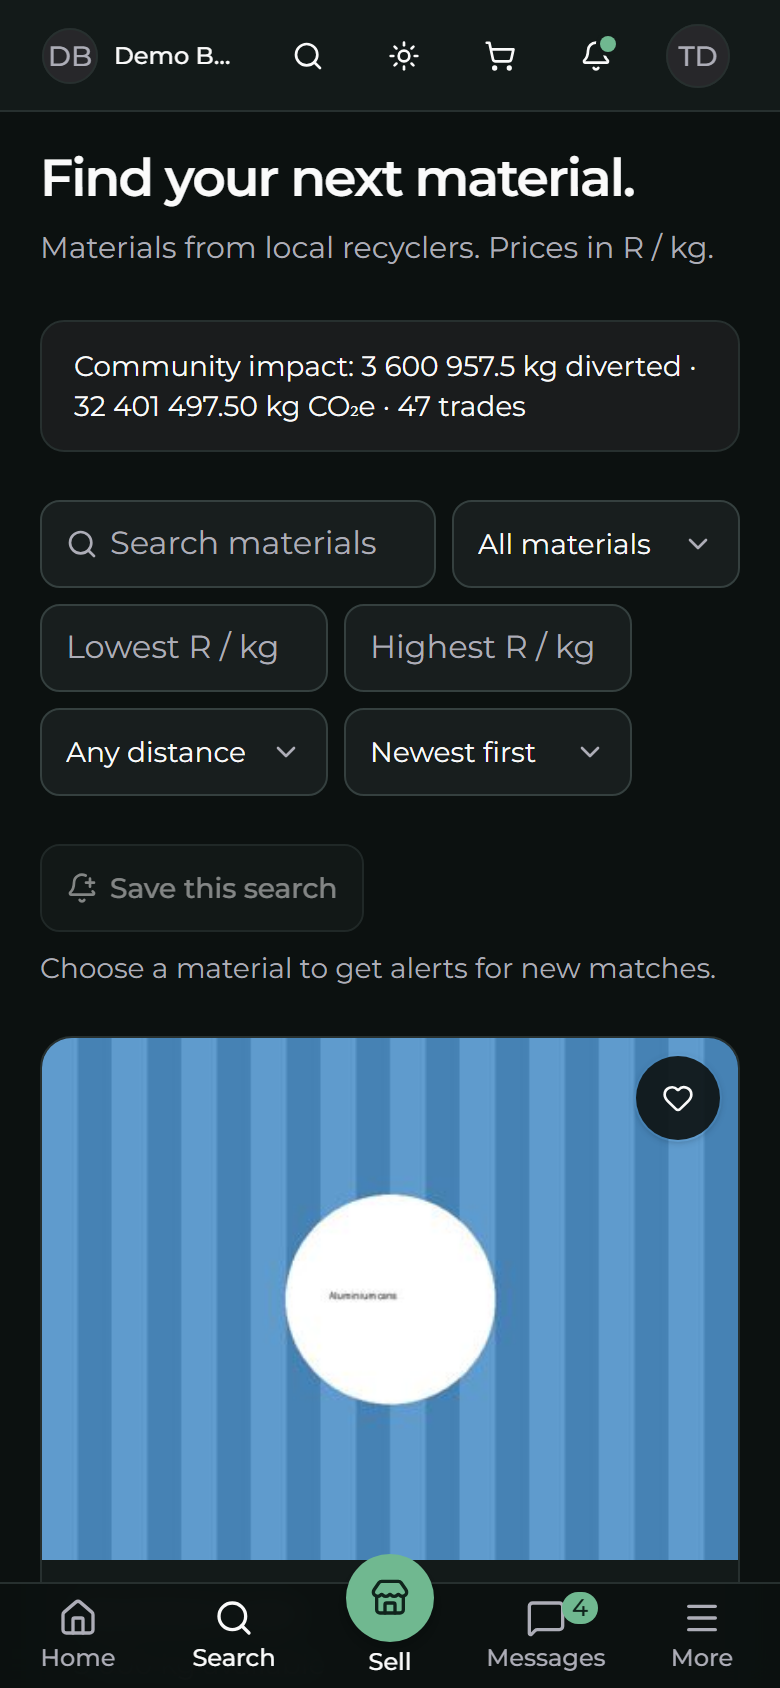 DB Demo B... TD
Find your next material.
Materials from local recyclers. Prices in R / kg.
Community impact: 3 600 957.5 kg diverted ·
32 401 497.50 kg CO₂e · 47 trades
Search materials
All materials
Lowest R / kg
Highest R / kg
Any distance
Newest first
Save this search
Choose a material to get alerts for new matches.
Aluminium cans
4
Home
Search
Sell
Messages
More